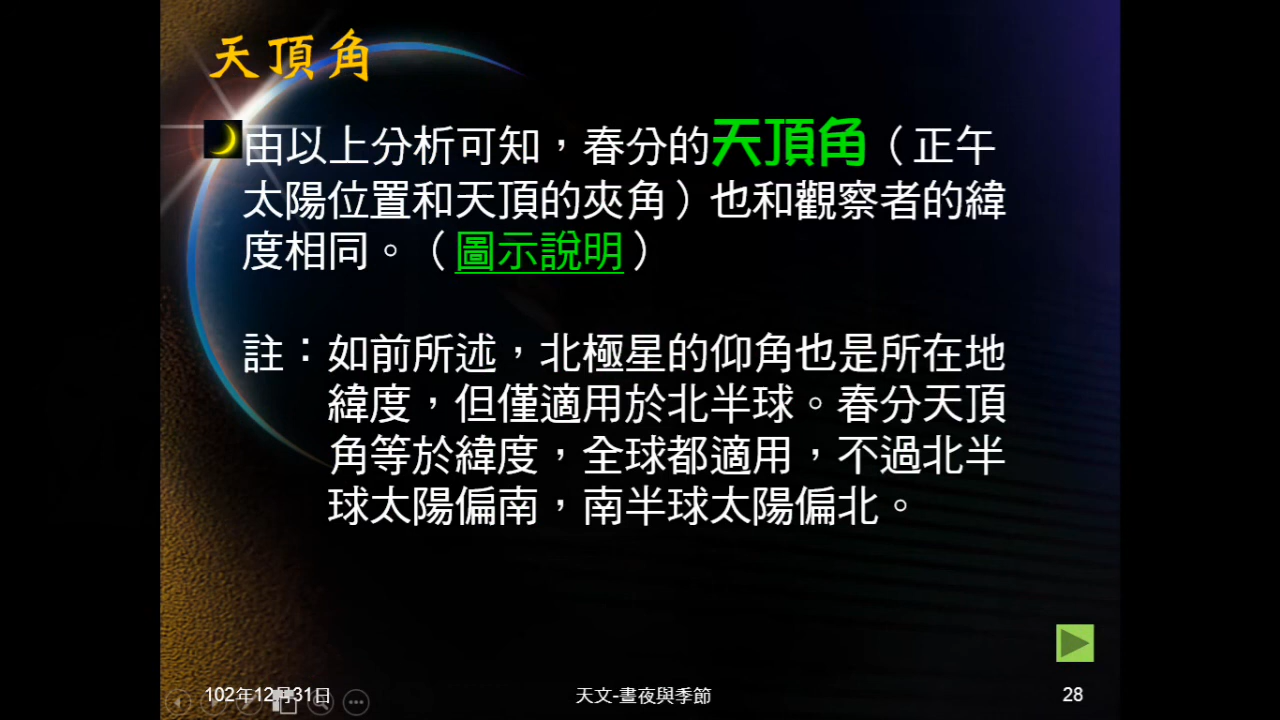 天頂角
由以上分析可知，春分的天頂角（正午
太陽位置和天頂的夾角）也和觀察者的緯
度相同。（圖示說明）
註：如前所述，北極星的仰角也是所在地
緯度，但僅適用於北半球。春分天頂
角等於緯度，全球都適用，不過北半
球太陽偏南，南半球太陽偏北。
102年12月31日
天文-晝夜與季節
28